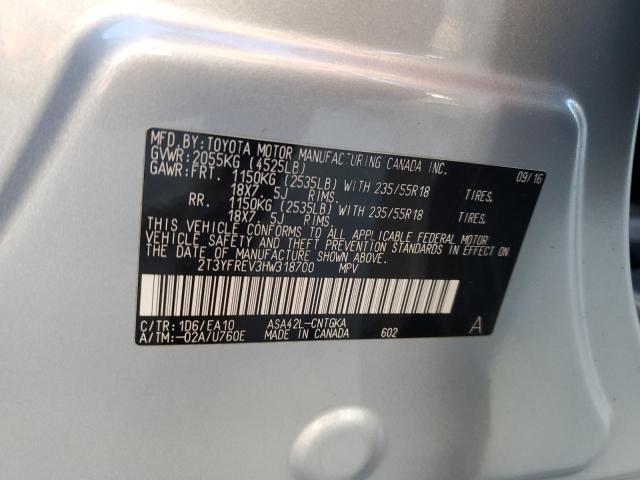 MFD.BY:TOYOTA MOTOR MANUFACTURING CANADA INC.
GVWR:2055KG (4525LB) 09/16
GAWR:FRT. 1150KG (2535LB) WITH 235/55R18 TIRES,
18X7. 5J RIMS.
RR. 1150KG (2535LB) WITH 235/55R18 TIRES,
18X7. 5J RIMS.
THIS VEHICLE CONFORMS TO ALL APPLICABLE FEDERAL MOTOR
VEHICLE SAFETY AND THEFT PREVENTION STANDARDS IN EFFECT ON
THE DATE OF MANUFACTURE SHOWN ABOVE.
2T3YFREV3HW318700 MPV
C/TR:1D6/EA10 ASA42L-CNTGKA A
A/TM:-02A/U760E MADE IN CANADA 602